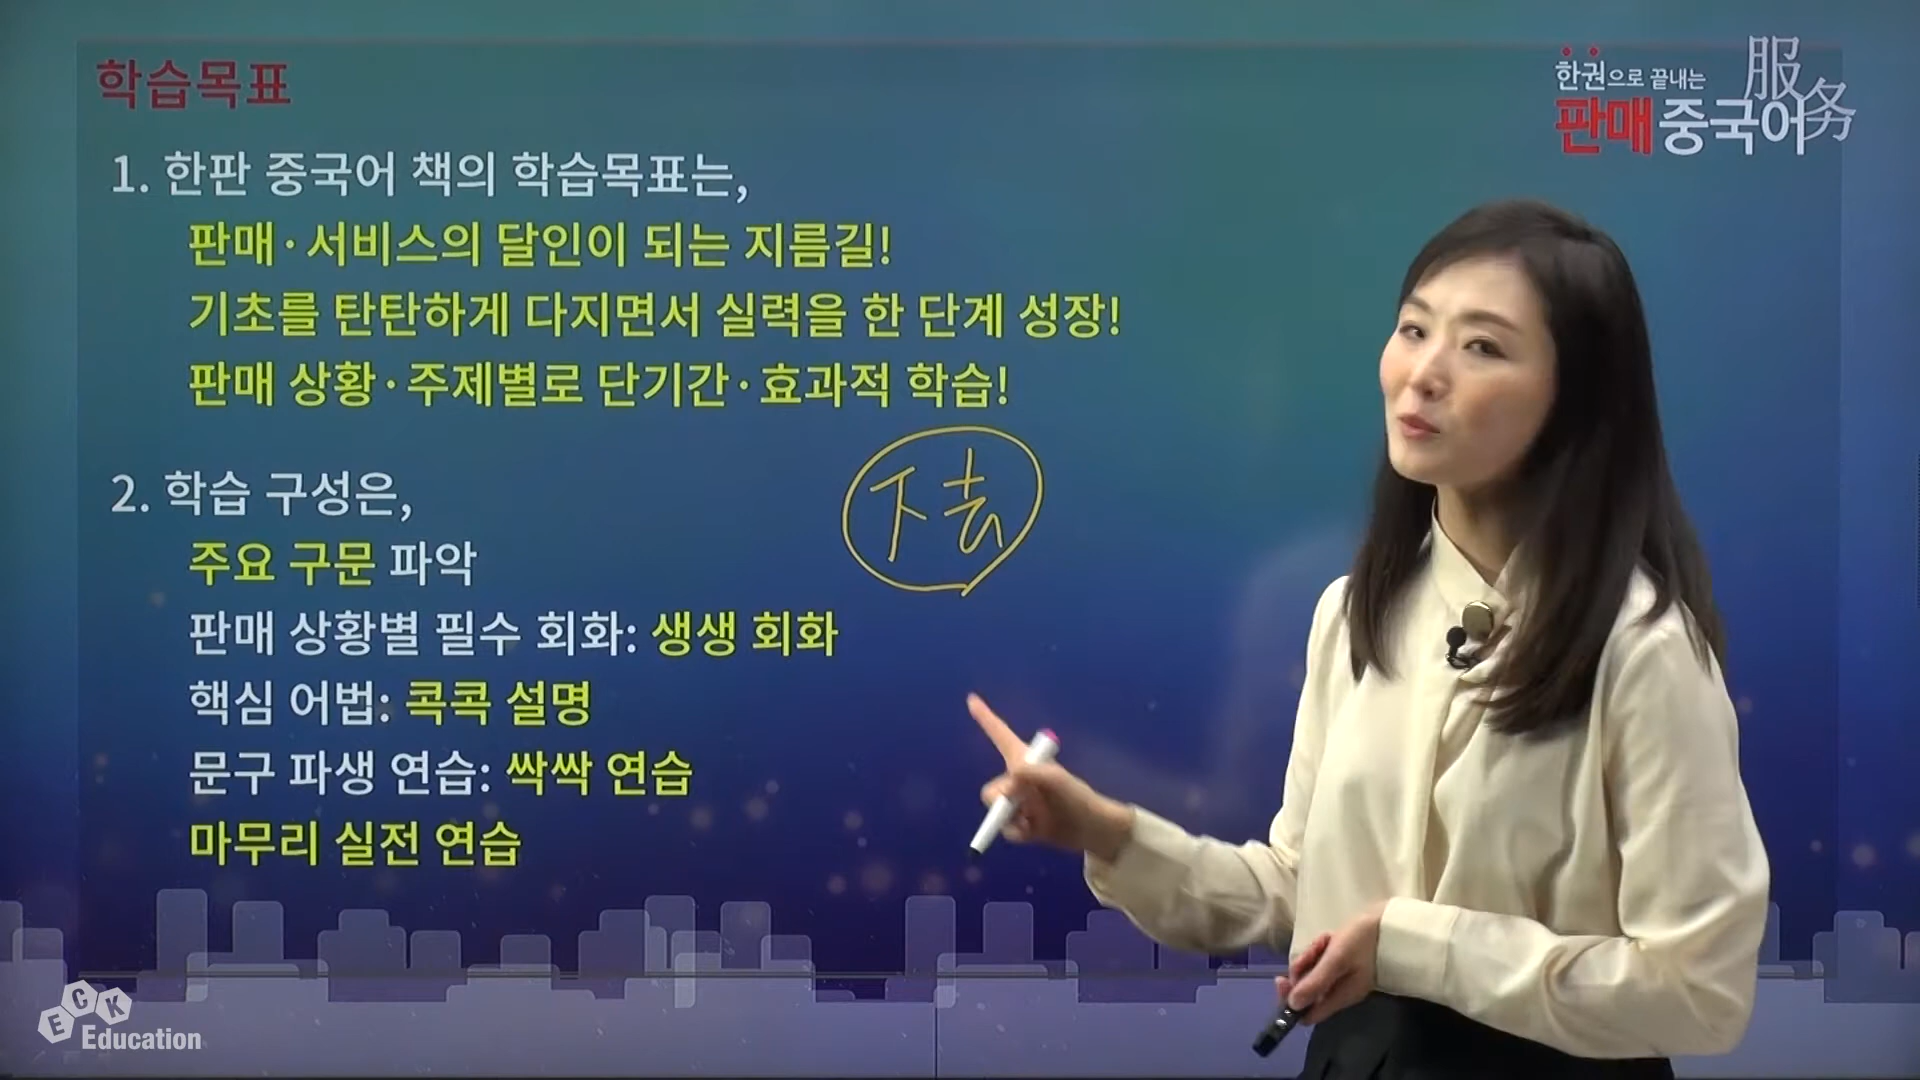 학습목표
한권으로 끝내는
판매 중국어
服务
1. 한판 중국어 책의 학습목표는,
판매·서비스의 달인이 되는 지름길!
기초를 탄탄하게 다지면서 실력을 한 단계 성장!
판매 상황·주제별로 단기간·효과적 학습!
下去
2. 학습 구성은,
주요 구문 파악
판매 상황별 필수 회화: 생생 회화
핵심 어법: 콕콕 설명
문구 파생 연습: 싹싹 연습
마무리 실전 연습
ECK
Education